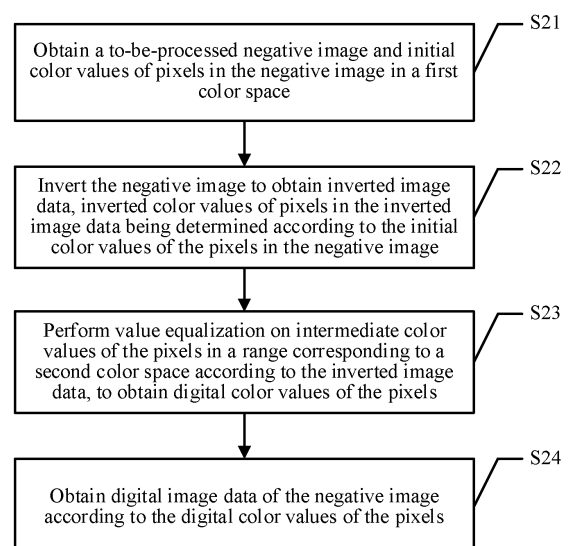 S21
Obtain a to-be-processed negative image and initial
color values of pixels in the negative image in a first
color space
S22
Invert the negative image to obtain inverted image
data, inverted color values of pixels in the inverted
image data being determined according to the initial
color values of the pixels in the negative image
S23
Perform value equalization on intermediate color
values of the pixels in a range corresponding to a
second color space according to the inverted image
data, to obtain digital color values of the pixels
S24
Obtain digital image data of the negative image
according to the digital color values of the pixels